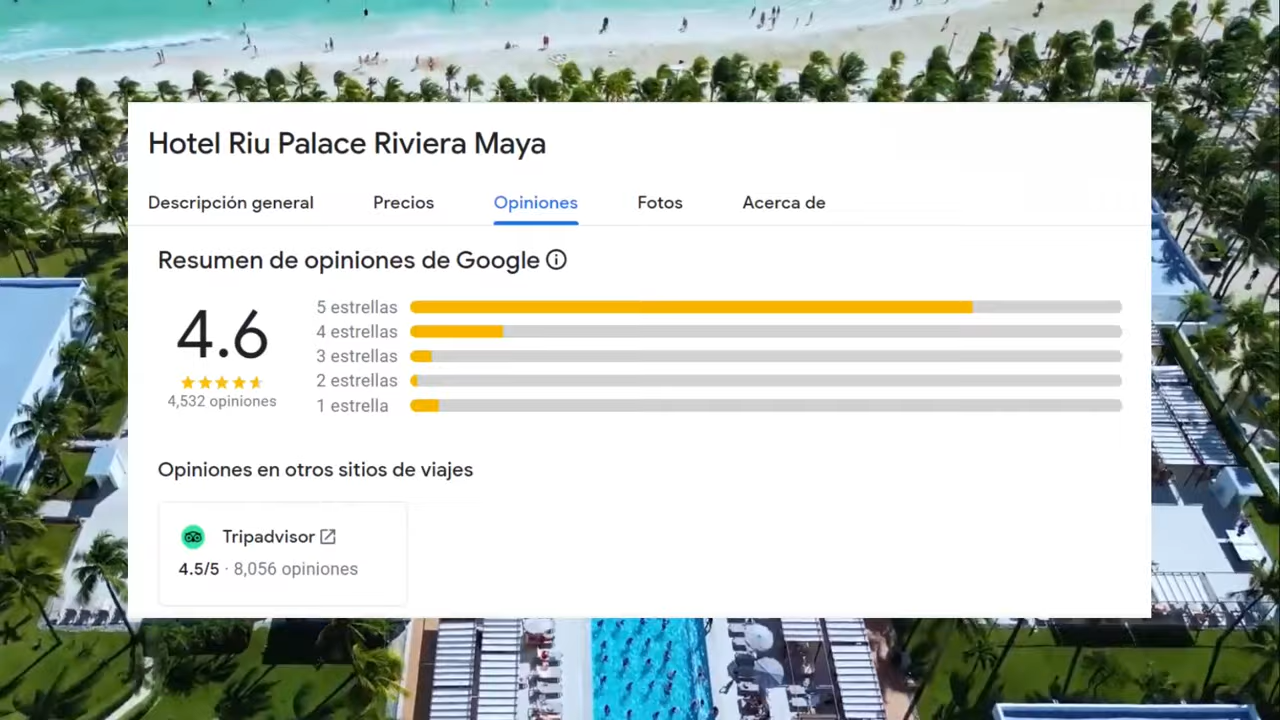 Hotel Riu Palace Riviera Maya
Descripción general Precios Opiniones Fotos Acerca de
Resumen de opiniones de Google
4.6
4,532 opiniones
5 estrellas
4 estrellas
3 estrellas
2 estrellas
1 estrella
Opiniones en otros sitios de viajes
Tripadvisor
4.5/5 · 8,056 opiniones